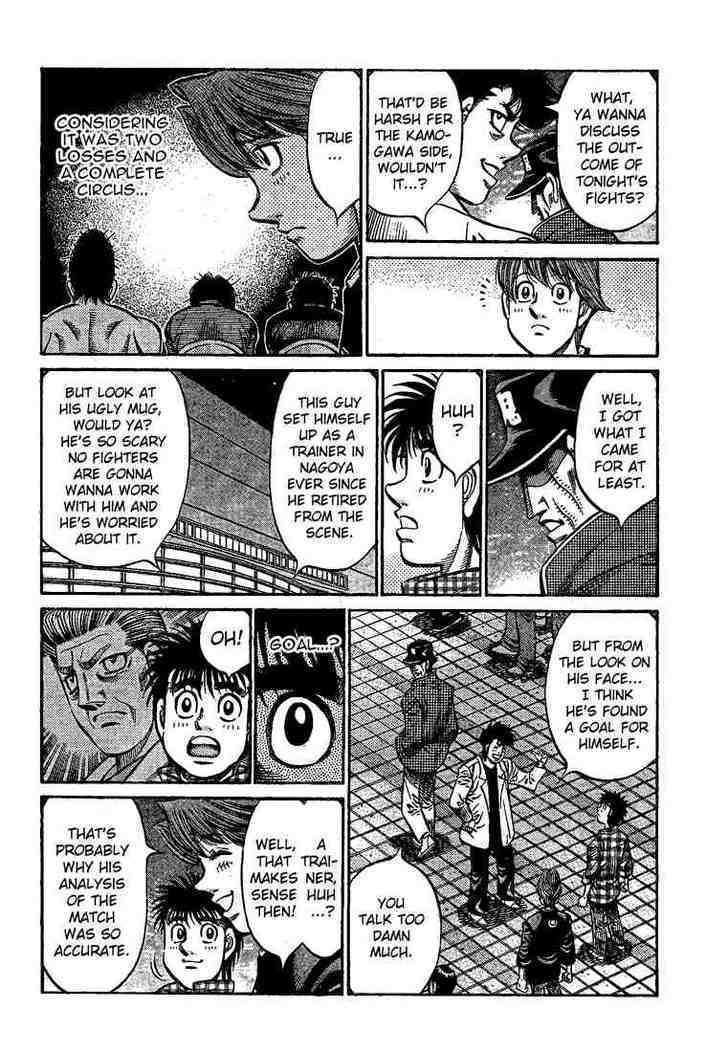 WHAT,
YA WANNA
DISCUSS
THE OUT-
COME OF
TONIGHT'S
FIGHTS?
THAT'D BE
HARSH FER
THE KAMO-
GAWA SIDE,
WOULDN'T
IT...?
TRUE
...
CONSIDERING
IT WAS TWO
LOSSES AND
A COMPLETE
CIRCUS...
WELL,
I GOT
WHAT I
CAME
FOR AT
LEAST.
HUH
?
THIS GUY
SET HIMSELF
UP AS A
TRAINER IN
NAGOYA
EVER SINCE
HE RETIRED
FROM THE
SCENE.
BUT LOOK AT
HIS UGLY MUG,
WOULD YA?
HE'S SO SCARY
NO FIGHTERS
ARE GONNA
WANNA WORK
WITH HIM AND
HE'S WORRIED
ABOUT IT.
BUT FROM
THE LOOK ON
HIS FACE...
I THINK
HE'S FOUND
A GOAL FOR
HIMSELF.
YOU
TALK TOO
DAMN
MUCH.
GOAL...?
OH!
A
TRAI-
NER,
HUH
...?
WELL,
THAT
MAKES
SENSE
THEN!
THAT'S
PROBABLY
WHY HIS
ANALYSIS
OF THE
MATCH
WAS SO
ACCURATE.